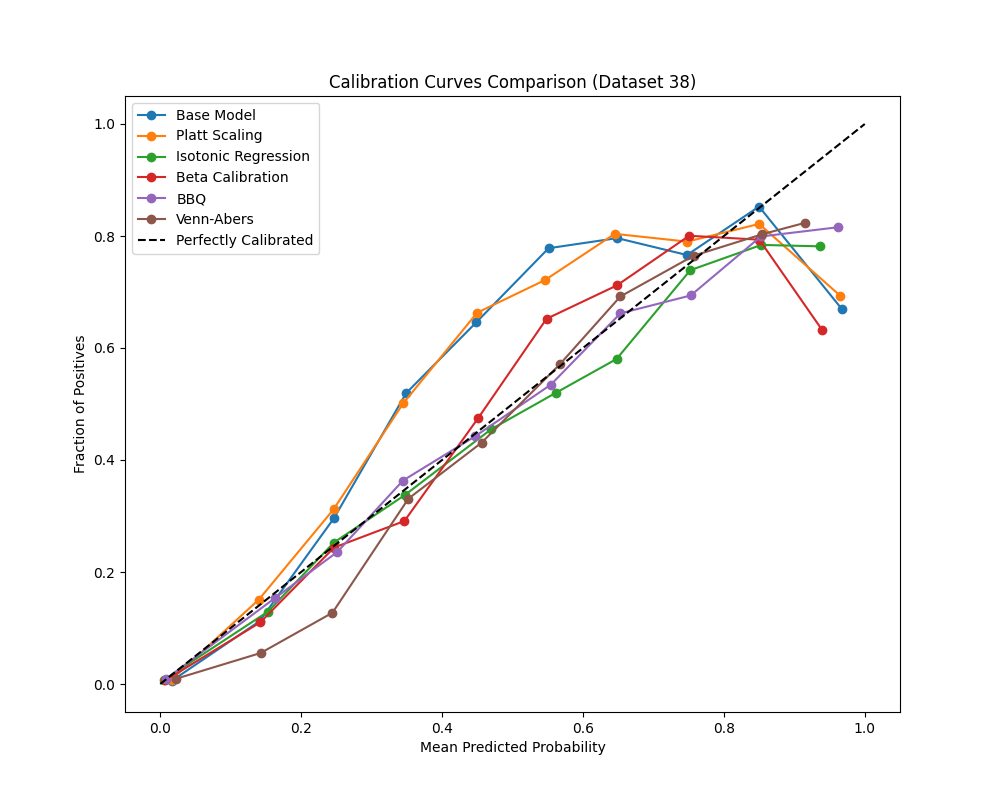 Calibration Curves Comparison (Dataset 38)
Base Model
Platt Scaling
Isotonic Regression
Beta Calibration
BBQ
Venn-Abers
Perfectly Calibrated
Fraction of Positives
1.0
0.8
0.6
0.4
0.2
0.0
0.0 0.2 0.4 0.6 0.8 1.0
Mean Predicted Probability